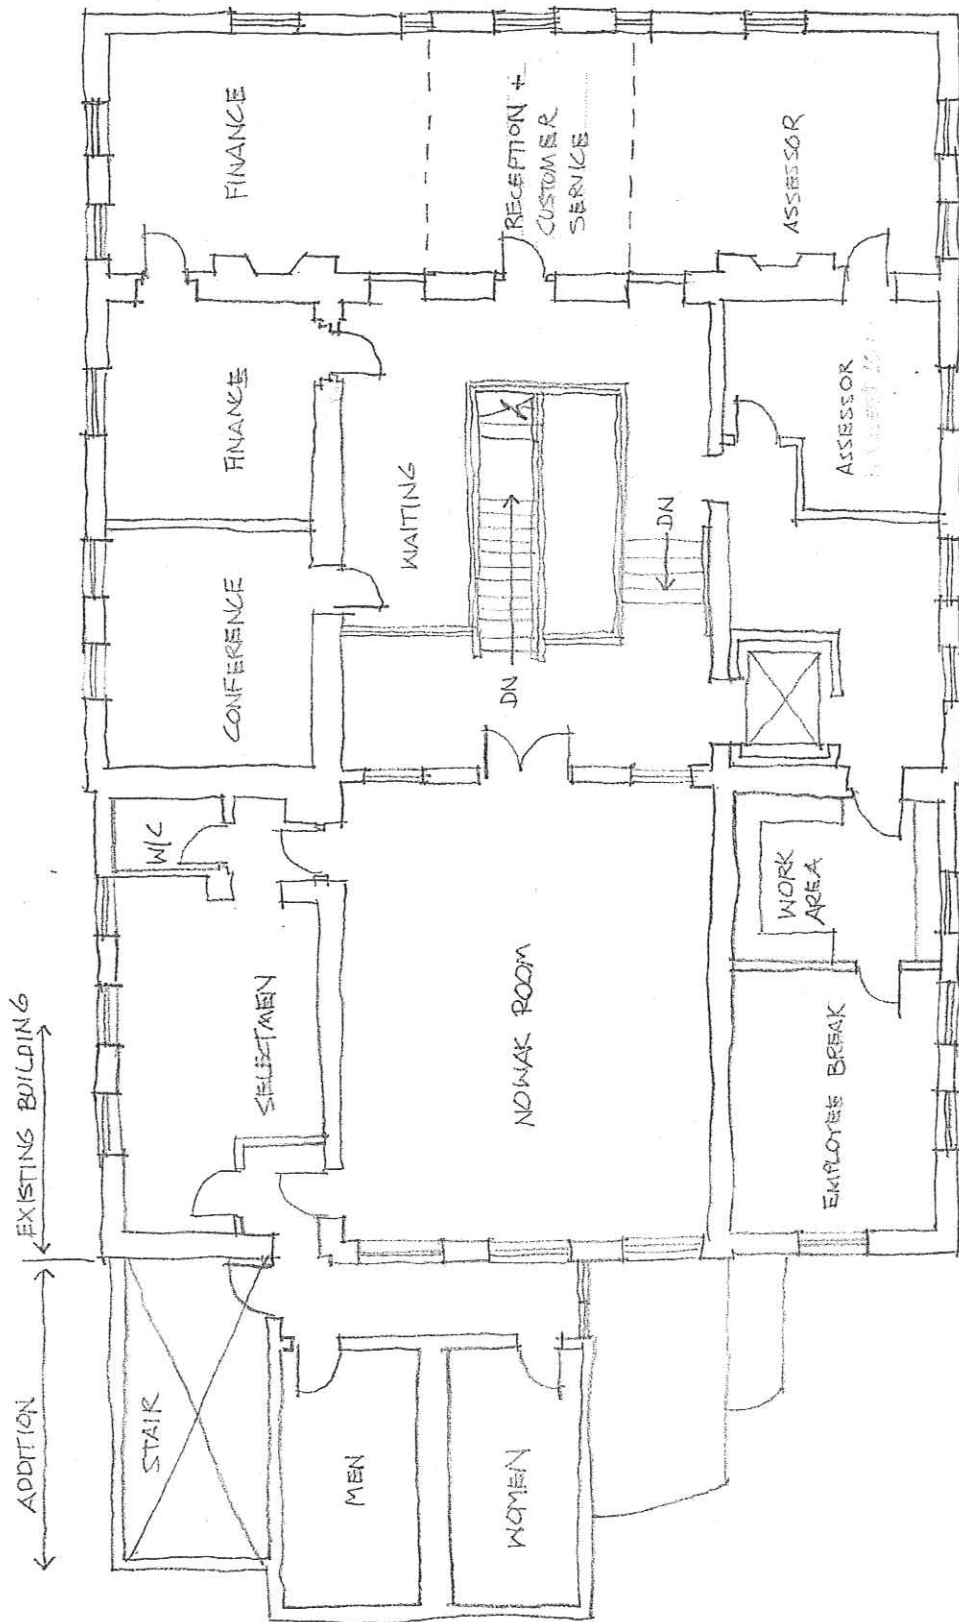 FINANCE
RECEPTION +
CUSTOMER
SERVICE
ASSESSOR
FINANCE
WAITING
DN
ASSESSOR
CONFERENCE
DN
W/C
WORK
AREA
SELECTMEN
NOWAK ROOM
EMPLOYEE BREAK
EXISTING BUILDING
ADDITION
STAIR
MEN
WOMEN